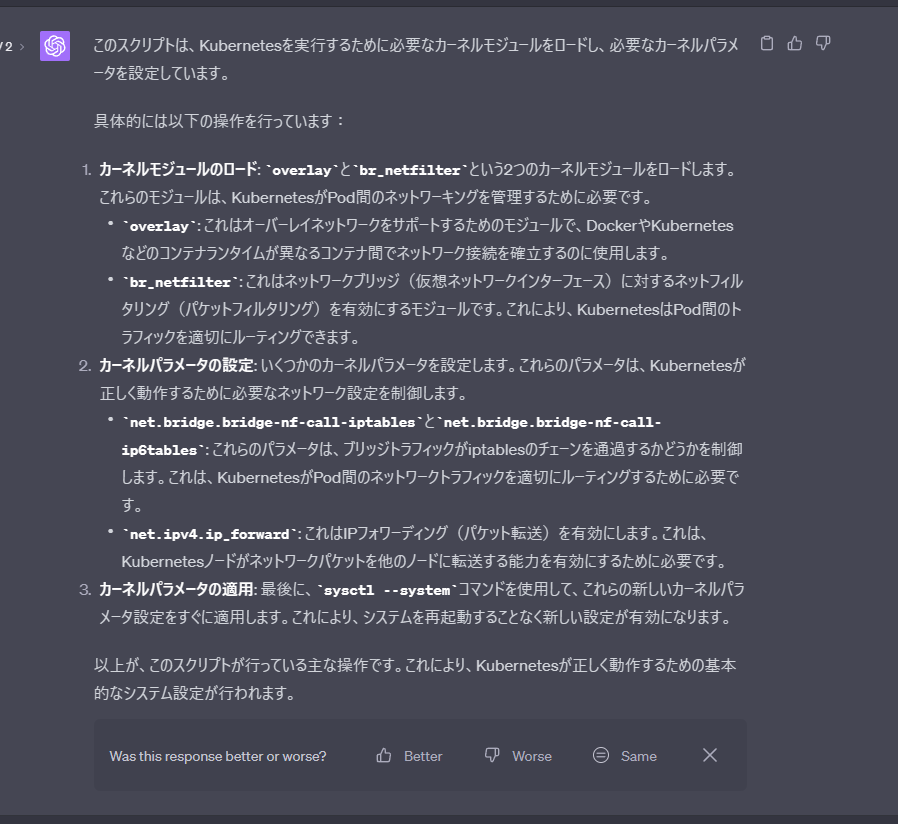 /2
このスクリプトは、Kubernetesを実行するために必要なカーネルモジュールをロードし、必要なカーネルパラメ
ータを設定しています。
具体的には以下の操作を行っています：
1. カーネルモジュールのロード: `overlay`と`br_netfilter`という2つのカーネルモジュールをロードします。
これらのモジュールは、KubernetesがPod間のネットワーキングを管理するために必要です。
• `overlay`: これはオーバーレイネットワークをサポートするためのモジュールで、DockerやKubernetes
などのコンテナランタイムが異なるコンテナ間でネットワーク接続を確立するのに使用します。
• `br_netfilter`: これはネットワークブリッジ（仮想ネットワークインターフェース）に対するネットフィル
タリング（パケットフィルタリング）を有効にするモジュールです。これにより、KubernetesはPod間のト
ラフィックを適切にルーティングできます。
2. カーネルパラメータの設定: いくつかのカーネルパラメータを設定します。これらのパラメータは、Kubernetesが
正しく動作するために必要なネットワーク設定を制御します。
• `net.bridge.bridge-nf-call-iptables`と`net.bridge.bridge-nf-call-
ip6tables`: これらのパラメータは、ブリッジトラフィックがiptablesのチェーンを通過するかどうかを制御
します。これは、KubernetesがPod間のネットワークトラフィックを適切にルーティングするために必要で
す。
• `net.ipv4.ip_forward`: これはIPフォワーディング（パケット転送）を有効にします。これは、
Kubernetesノードがネットワークパケットを他のノードに転送する能力を有効にするために必要です。
3. カーネルパラメータの適用: 最後に、`sysctl --system`コマンドを使用して、これらの新しいカーネルパラ
メータ設定をすぐに適用します。これにより、システムを再起動することなく新しい設定が有効になります。
以上が、このスクリプトが行っている主な操作です。これにより、Kubernetesが正しく動作するための基本
的なシステム設定が行われます。
Was this response better or worse? Better Worse Same